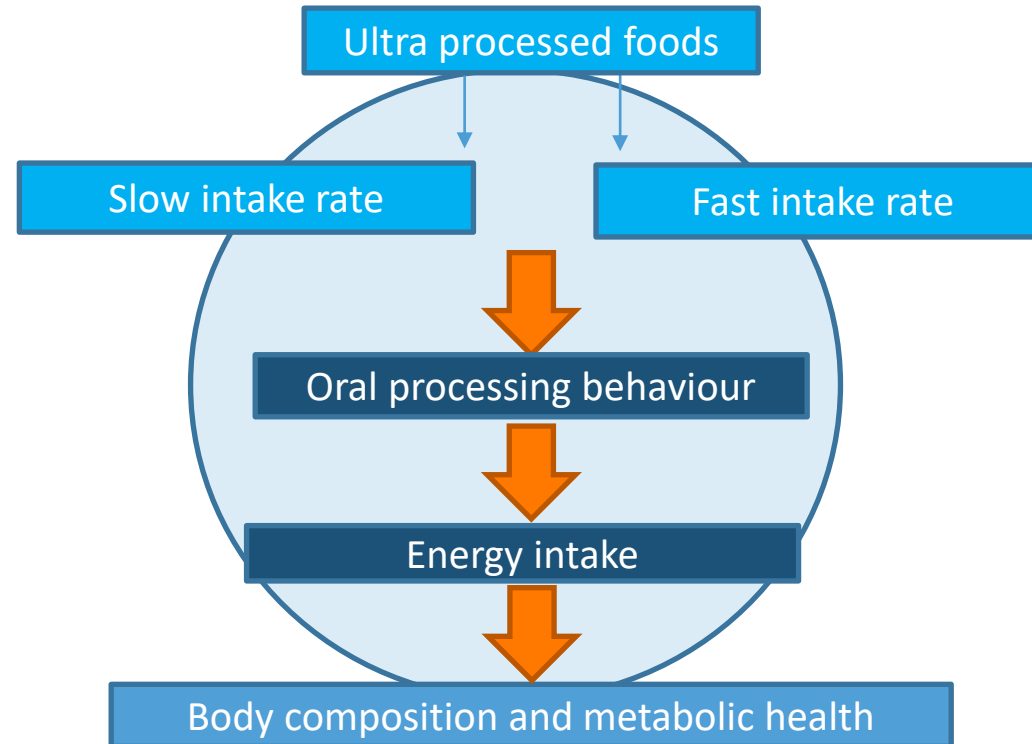 Ultra processed foods
Slow intake rate
Fast intake rate
Oral processing behaviour
Energy intake
Body composition and metabolic health